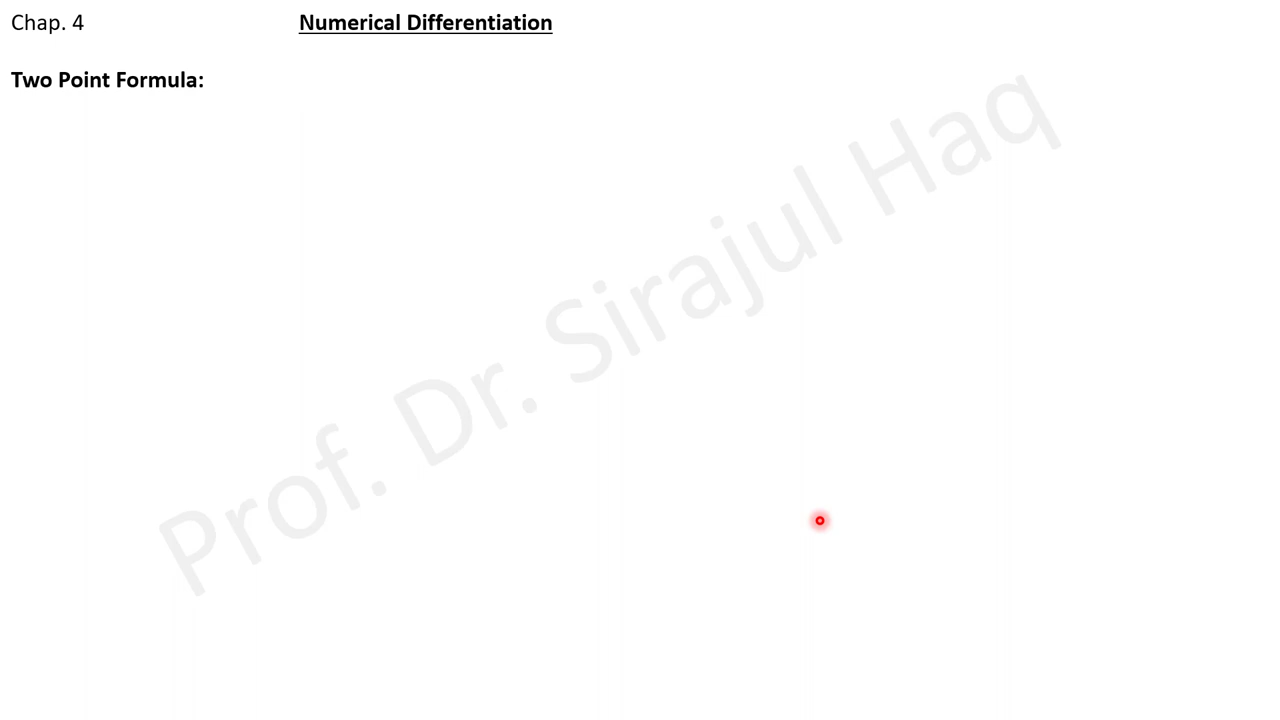 Chap. 4 Numerical Differentiation
Two Point Formula:
Prof. Dr. Sirajul Haq